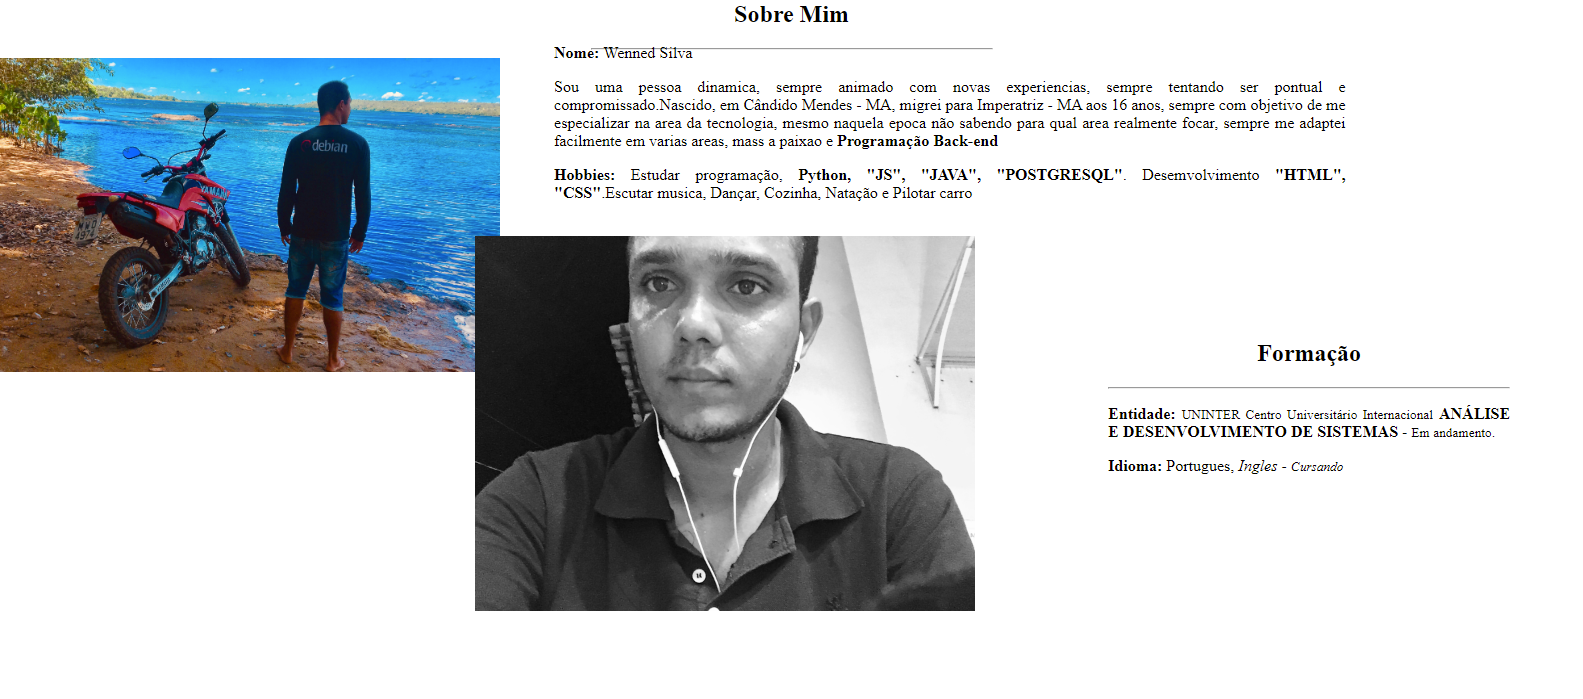 Sobre Mim
Nome: Wenned Silva
Sou uma pessoa dinamica, sempre animado com novas experiencias, sempre tentando ser pontual e
compromissado.Nascido, em Cândido Mendes - MA, migrei para Imperatriz - MA aos 16 anos, sempre com objetivo de me
especializar na area da tecnologia, mesmo naquela epoca não sabendo para qual area realmente focar, sempre me adaptei
facilmente em varias areas, mass a paixao e Programação Back-end
Hobbies: Estudar programação, Python, "JS", "JAVA", "POSTGRESQL". Desemvolvimento "HTML",
"CSS".Escutar musica, Dançar, Cozinha, Natação e Pilotar carro
debian
YAMAHA
Formação
Entidade: UNINTER Centro Universitário Internacional ANÁLISE
E DESENVOLVIMENTO DE SISTEMAS - Em andamento.
Idioma: Portugues, Ingles - Cursando